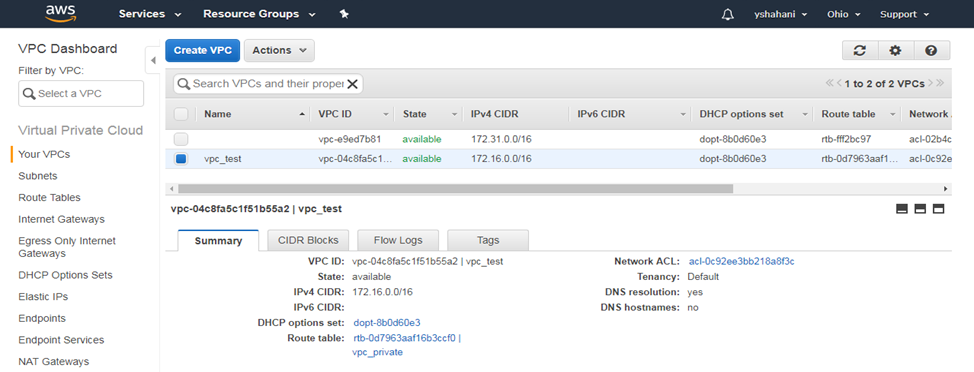 aws Services Resource Groups yshahani Ohio Support
VPC Dashboard
Filter by VPC:
Select a VPC
Virtual Private Cloud
Your VPCs
Subnets
Route Tables
Internet Gateways
Egress Only Internet
Gateways
DHCP Options Sets
Elastic IPs
Endpoints
Endpoint Services
NAT Gateways
Create VPC Actions
Search VPCs and their proper 1 to 2 of 2 VPCs
Name VPC ID State IPv4 CIDR IPv6 CIDR DHCP options set Route table Network A
vpc-e9ed7b81 available 172.31.0.0/16 dopt-8b0d60e3 rtb-fff2bc97 acl-02b4c
vpc_test vpc-04c8fa5c1... available 172.16.0.0/16 dopt-8b0d60e3 rtb-0d7963aaf1... acl-0c92e
vpc-04c8fa5c1f51b55a2 | vpc_test
Summary CIDR Blocks Flow Logs Tags
VPC ID: vpc-04c8fa5c1f51b55a2 | vpc_test
State: available
IPv4 CIDR: 172.16.0.0/16
IPv6 CIDR:
DHCP options set: dopt-8b0d60e3
Route table: rtb-0d7963aaf16b3ccf0 |
vpc_private
Network ACL: acl-0c92ee3bb218a8f3c
Tenancy: Default
DNS resolution: yes
DNS hostnames: no